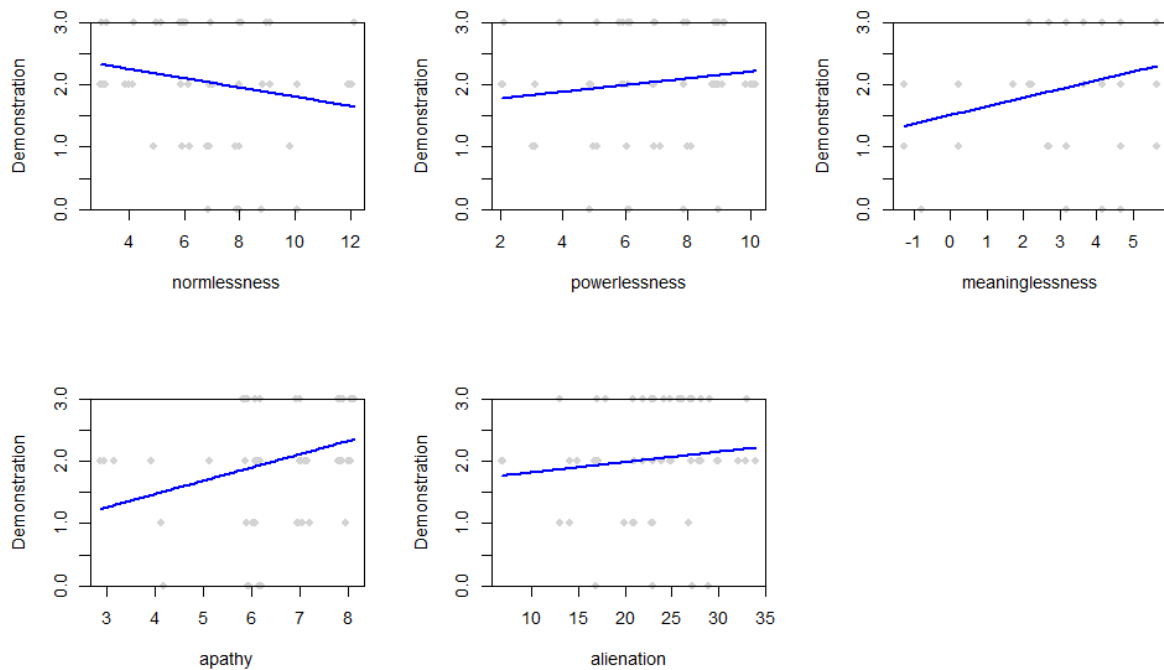 Demonstration
0.0 1.0 2.0 3.0
4 6 8 10 12
normlessness
Demonstration
0.0 1.0 2.0 3.0
2 4 6 8 10
powerlessness
Demonstration
0.0 1.0 2.0 3.0
-1 0 1 2 3 4 5
meaninglessness
Demonstration
0.0 1.0 2.0 3.0
3 4 5 6 7 8
apathy
Demonstration
0.0 1.0 2.0 3.0
10 15 20 25 30 35
alienation